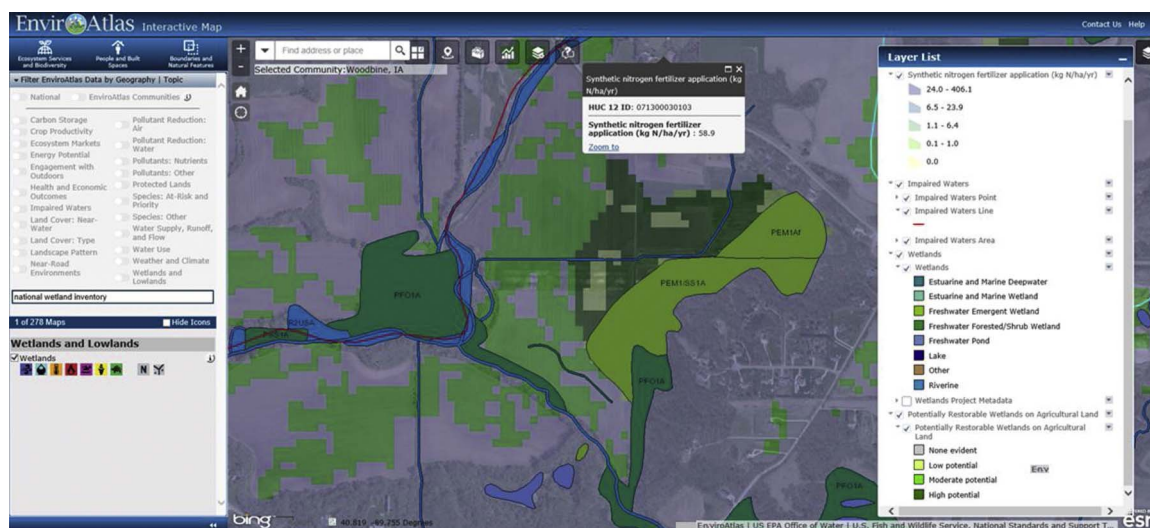 EnviroAtlas Interactive Map
Contact Us Help
Ecosystem Services and Biodiversity
People and Built Spaces
Boundaries and Natural Features
Filter EnviroAtlas Data by Geography | Topic
National
EnviroAtlas Communities
Carbon Storage
Crop Productivity
Ecosystem Markets
Energy Potential
Engagement with
Outdoors
Health and Economic
Outcomes
Impaired Waters
Land Cover: Near-
Water
Land Cover: Type
Landscape Pattern
Near-Road
Environments
Pollutant Reduction:
Air
Pollutant Reduction:
Water
Pollutants: Nutrients
Pollutants: Other
Protected Lands
Species: At-Risk and
Priority
Species: Other
Water Supply, Runoff,
and Flow
Water Use
Weather and Climate
Wetlands and
Lowlands
national wetland inventory
1 of 278 Maps
Hide Icons
Wetlands and Lowlands
Wetlands
N
Find address or place
Selected Community:Woodbine, IA
Synthetic nitrogen fertilizer application (kg
N/ha/yr)
HUC 12 ID: 071300030103
Synthetic nitrogen fertilizer
application (kg N/ha/yr) : 58.9
Zoom to
PEM1Af
PEM1/SS1A
PFO1A
R2USA
PFO1A
PFO1A
Layer List
Synthetic nitrogen fertilizer application (kg N/ha/yr)
24.0 - 406.1
6.5 - 23.9
1.1 - 6.4
0.1 - 1.0
0.0
Impaired Waters
Impaired Waters Point
Impaired Waters Line
Impaired Waters Area
Wetlands
Wetlands
Estuarine and Marine Deepwater
Estuarine and Marine Wetland
Freshwater Emergent Wetland
Freshwater Forested/Shrub Wetland
Freshwater Pond
Lake
Other
Riverine
Wetlands Project Metadata
Potentially Restorable Wetlands on Agricultural Land
Potentially Restorable Wetlands on Agricultural
Land
None evident
Low potential
Moderate potential
High potential
Env
bing
40.819 -89.255 Degrees
EnviroAtlas | US EPA Office of Water | U.S. Fish and Wildlife Service, National Standards and Support T...
esri